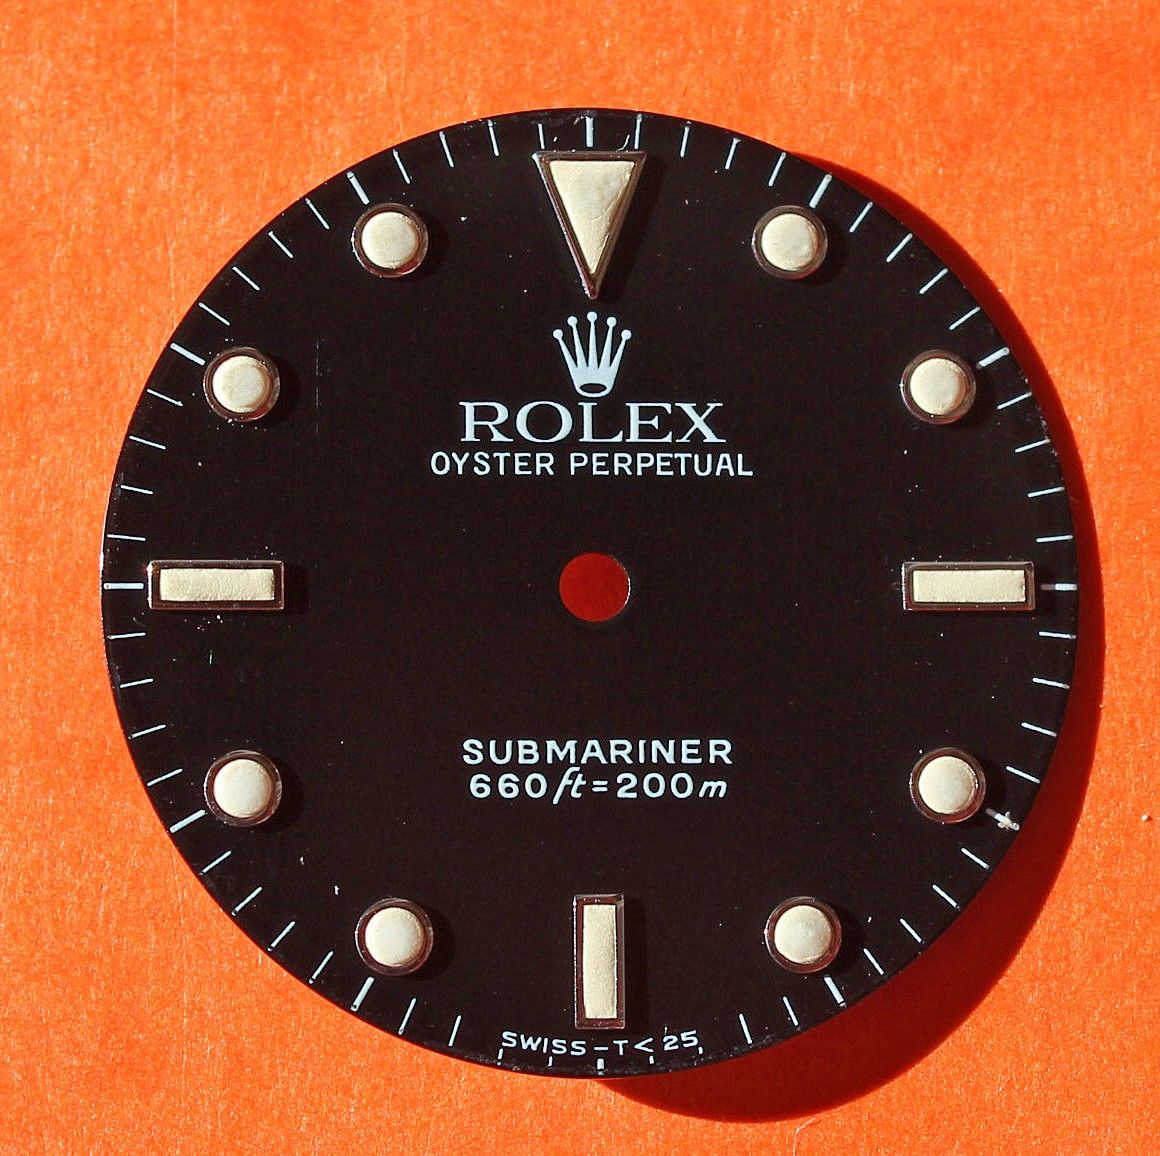 ROLEX
OYSTER PERPETUAL
SUBMARINER
660ft=200m
SWISS-T<25